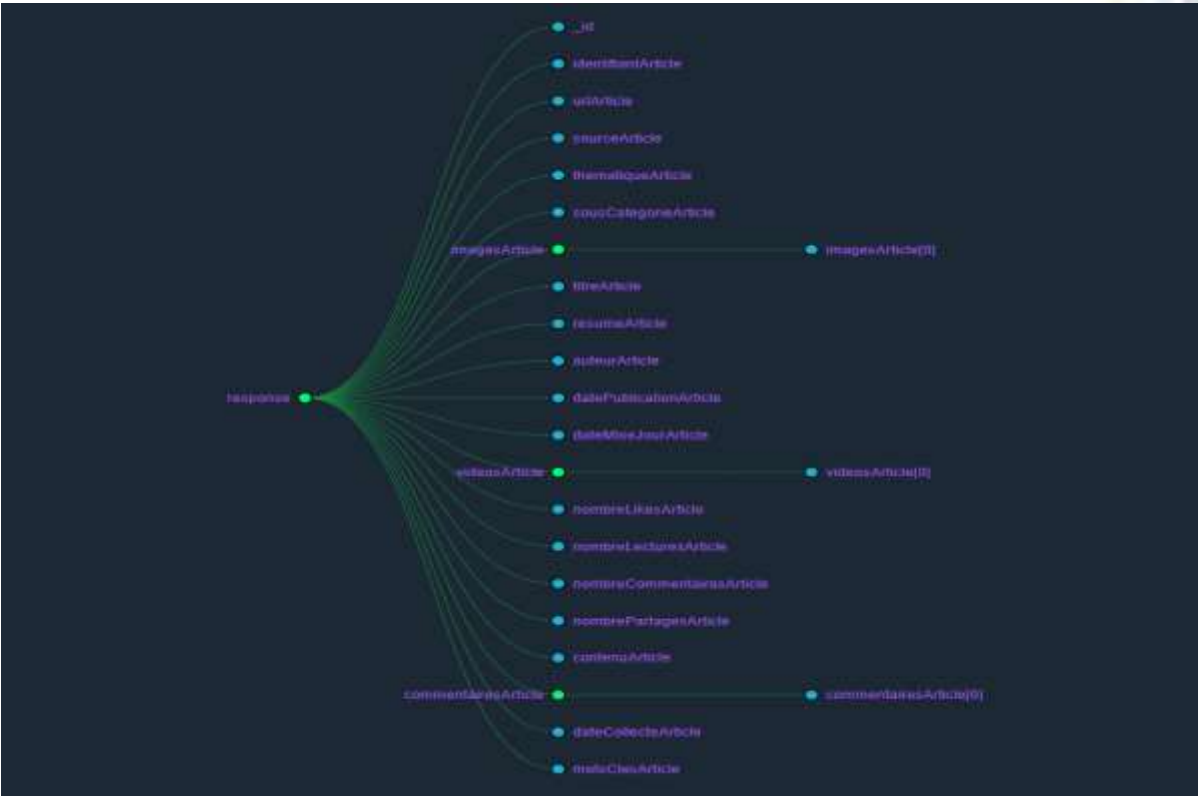 _id
identifiantArticle
urlArticle
sourceArticle
thematiqueArticle
sousCategorieArticle
imagesArticle imagesArticle[0]
titreArticle
resumeArticle
auteurArticle
response datePublicationArticle
dateMiseJourArticle
videosArticle videosArticle[0]
nombreLikesArticle
nombreLecturesArticle
nombreCommentairesArticle
nombrePartagesArticle
contenuArticle
commentairesArticle commentairesArticle[0]
dateCollecteArticle
motsClesArticle